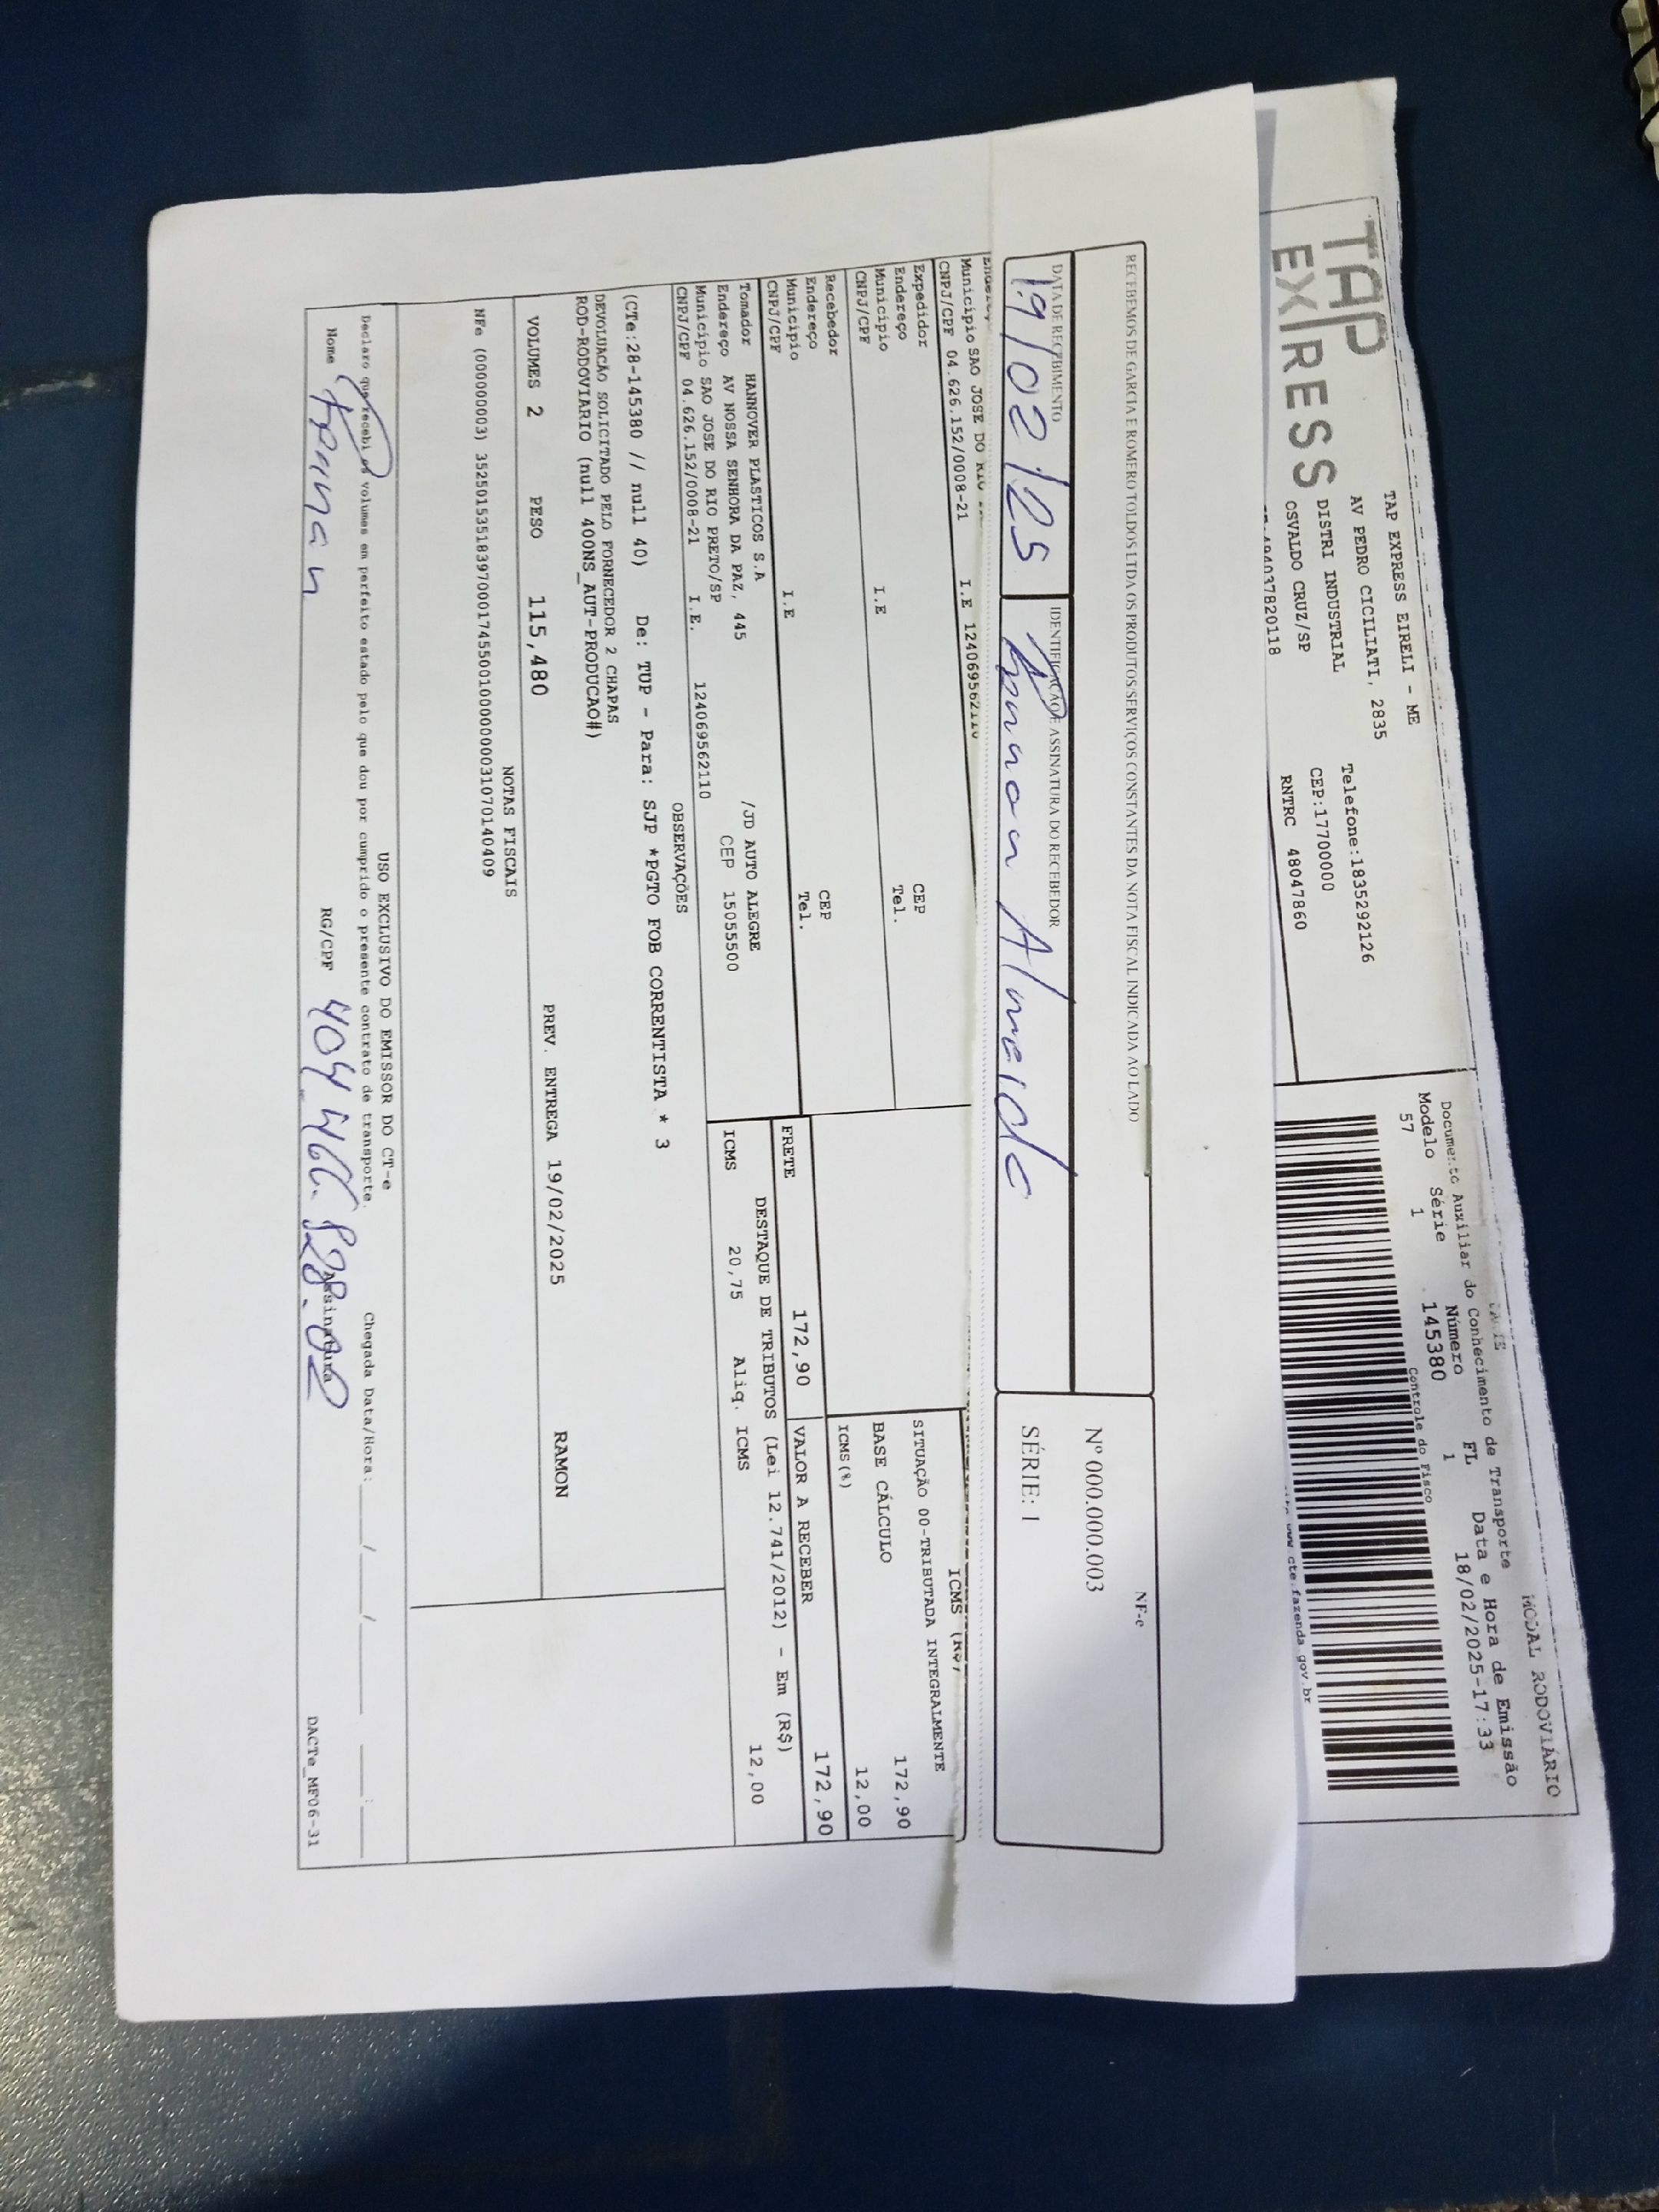 MODAL RODOVIÁRIO
Documento Auxiliar do Conhecimento de Transporte
Modelo Série Número FL Data e Hora de Emissão
57 1 145380 1 18/02/2025-17:33
Controle do Fisco
TAP EXPRESS
TAP EXPRESS EIRELI - ME
AV PEDRO CICILIATI, 2835
Telefone:1835292126
DISTRI INDUSTRIAL CEP:17700000
OSVALDO CRUZ/SP RNTRC 48047860
cte.fazenda.gov.br
RECEBEMOS DE GARCIA E ROMERO TOLDOS LTDA OS PRODUTOS/SERVIÇOS CONSTANTES DA NOTA FISCAL INDICADA AO LADO
NF-e
Nº 000.000.003
SÉRIE: 1
DATA DE RECEBIMENTO
19/02/25
IDENTIFICAÇÃO E ASSINATURA DO RECEBEDOR
Almeida
ICMS (R$)
Município SAO JOSE DO RIO
CNPJ/CPF 04.626.152/0008-21 I.E 124069562110
SITUAÇÃO 00-TRIBUTADA INTEGRALMENTE
BASE CÁLCULO 172,90
ICMS(%) 12,00
Expedidor
Endereço CEP
Município Tel.
CNPJ/CPF I.E
Recebedor
Endereço CEP
Município Tel.
CNPJ/CPF I.E
FRETE 172,90 VALOR A RECEBER 172,90
Tomador HANNOVER PLASTICOS S.A
Endereço AV NOSSA SENHORA DA PAZ, 445 /JD AUTO ALEGRE
Município SAO JOSE DO RIO PRETO/SP CEP 15055500
CNPJ/CPF 04.626.152/0008-21 I.E. 124069562110
DESTAQUE DE TRIBUTOS (Lei 12.741/2012) - Em (R$)
ICMS 20,75 Aliq. ICMS 12,00
OBSERVAÇÕES
(CTe:28-145380 // null 40) De: TUP - Para: SJP *PGTO FOB CORRENTISTA * 3
DEVOLUACÃO SOLICITADO PELO FORNECEDOR 2 CHAPAS
ROD-RODOVIARIO (null 400NS_AUT-PRODUCAO#)
VOLUMES 2 PESO 115,480 PREV. ENTREGA 19/02/2025 RAMON
NOTAS FISCAIS
NFe (000000003) 35250153518397000174550010000000031070140409
USO EXCLUSIVO DO EMISSOR DO CT-e
Declaro que recebi os volumes em perfeito estado pelo que dou por cumprido o presente contrato de transporte. Chegada Data/Hora: ___/___/_____ ___:___
Nome RG/CPF 404 466.828.02 Assinatura
DACTe_MF06-31